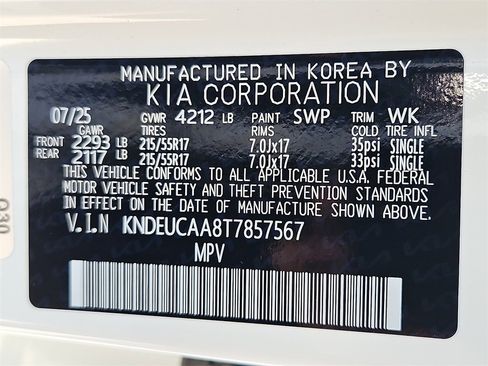 MANUFACTURED IN KOREA BY
KIA CORPORATION
07/25 GVWR 4212 LB PAINT SWP TRIM WK
GAWR TIRES RIMS COLD TIRE INFL
FRONT 2293 LB 215/55R17 7.0Jx17 35psi SINGLE
REAR 2117 LB 215/55R17 7.0Jx17 33psi SINGLE
THIS VEHICLE CONFORMS TO ALL APPLICABLE U.S.A. FEDERAL
MOTOR VEHICLE SAFETY AND THEFT PREVENTION STANDARDS
IN EFFECT ON THE DATE OF MANUFACTURE SHOWN ABOVE.
V.I.N KNDEUCAA8T7857567
MPV
Q30